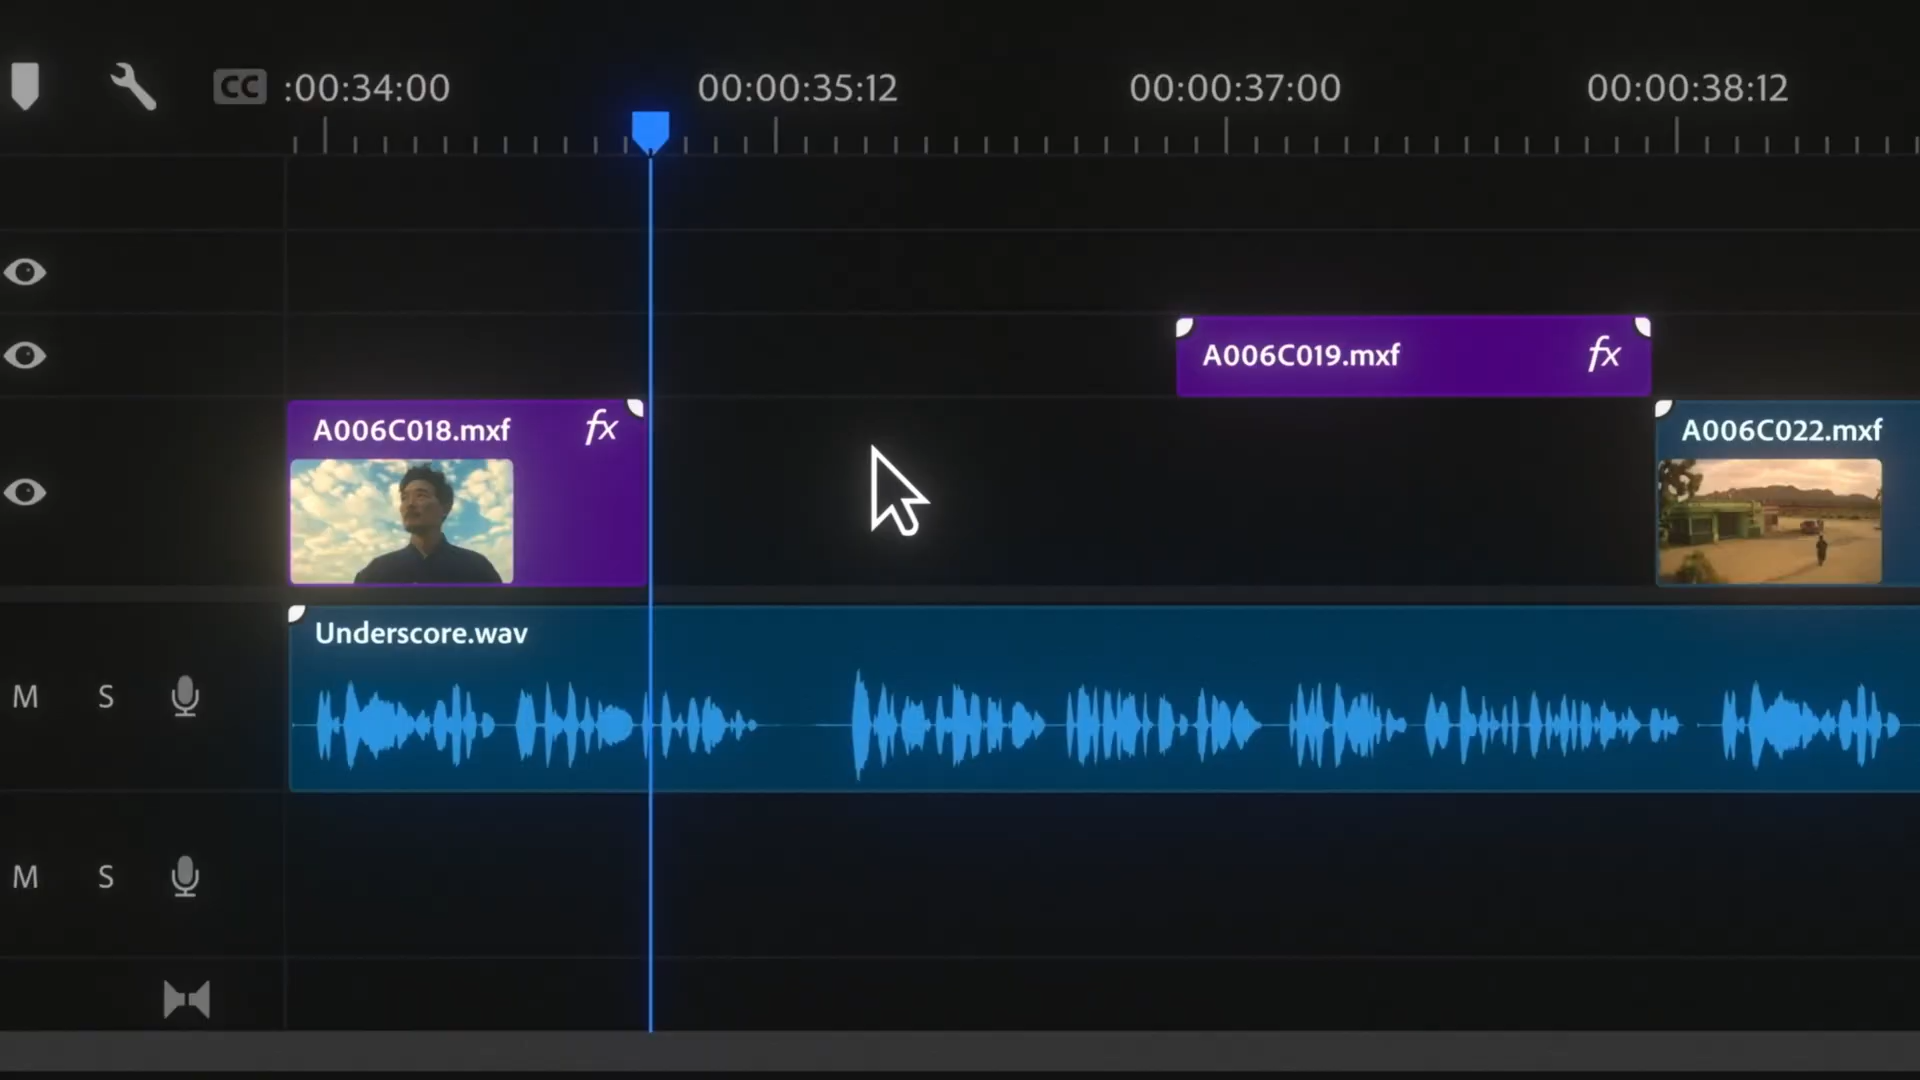 CC :00:34:00 00:00:35:12 00:00:37:00 00:00:38:12
A006C019.mxf fx
A006C018.mxf fx
A006C022.mxf
Underscore.wav
M S
M S